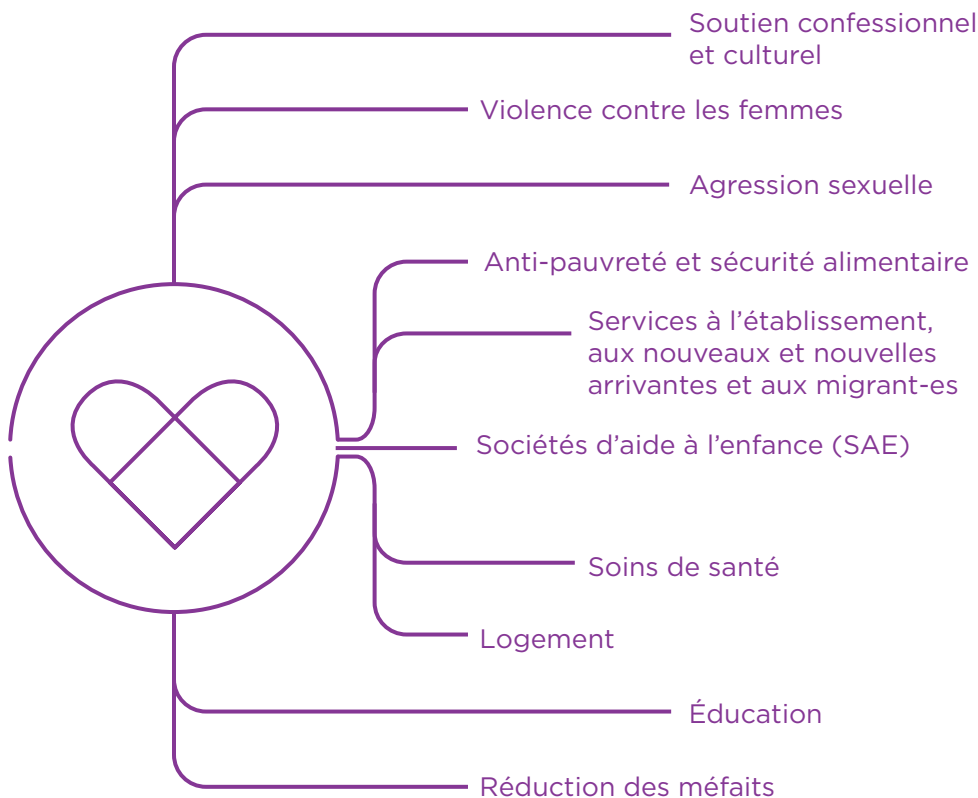 Soutien confessionnel
et culturel
Violence contre les femmes
Agression sexuelle
Anti-pauvreté et sécurité alimentaire
Services à l’établissement,
aux nouveaux et nouvelles
arrivantes et aux migrant-es
Sociétés d’aide à l’enfance (SAE)
Soins de santé
Logement
Éducation
Réduction des méfaits